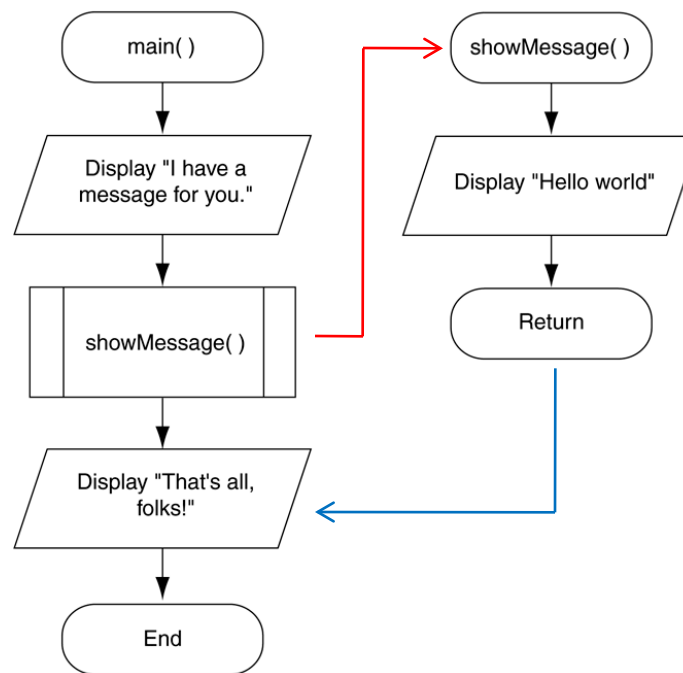 main( )
Display "I have a
message for you."
showMessage( )
Display "That's all,
folks!"
End
showMessage( )
Display "Hello world"
Return